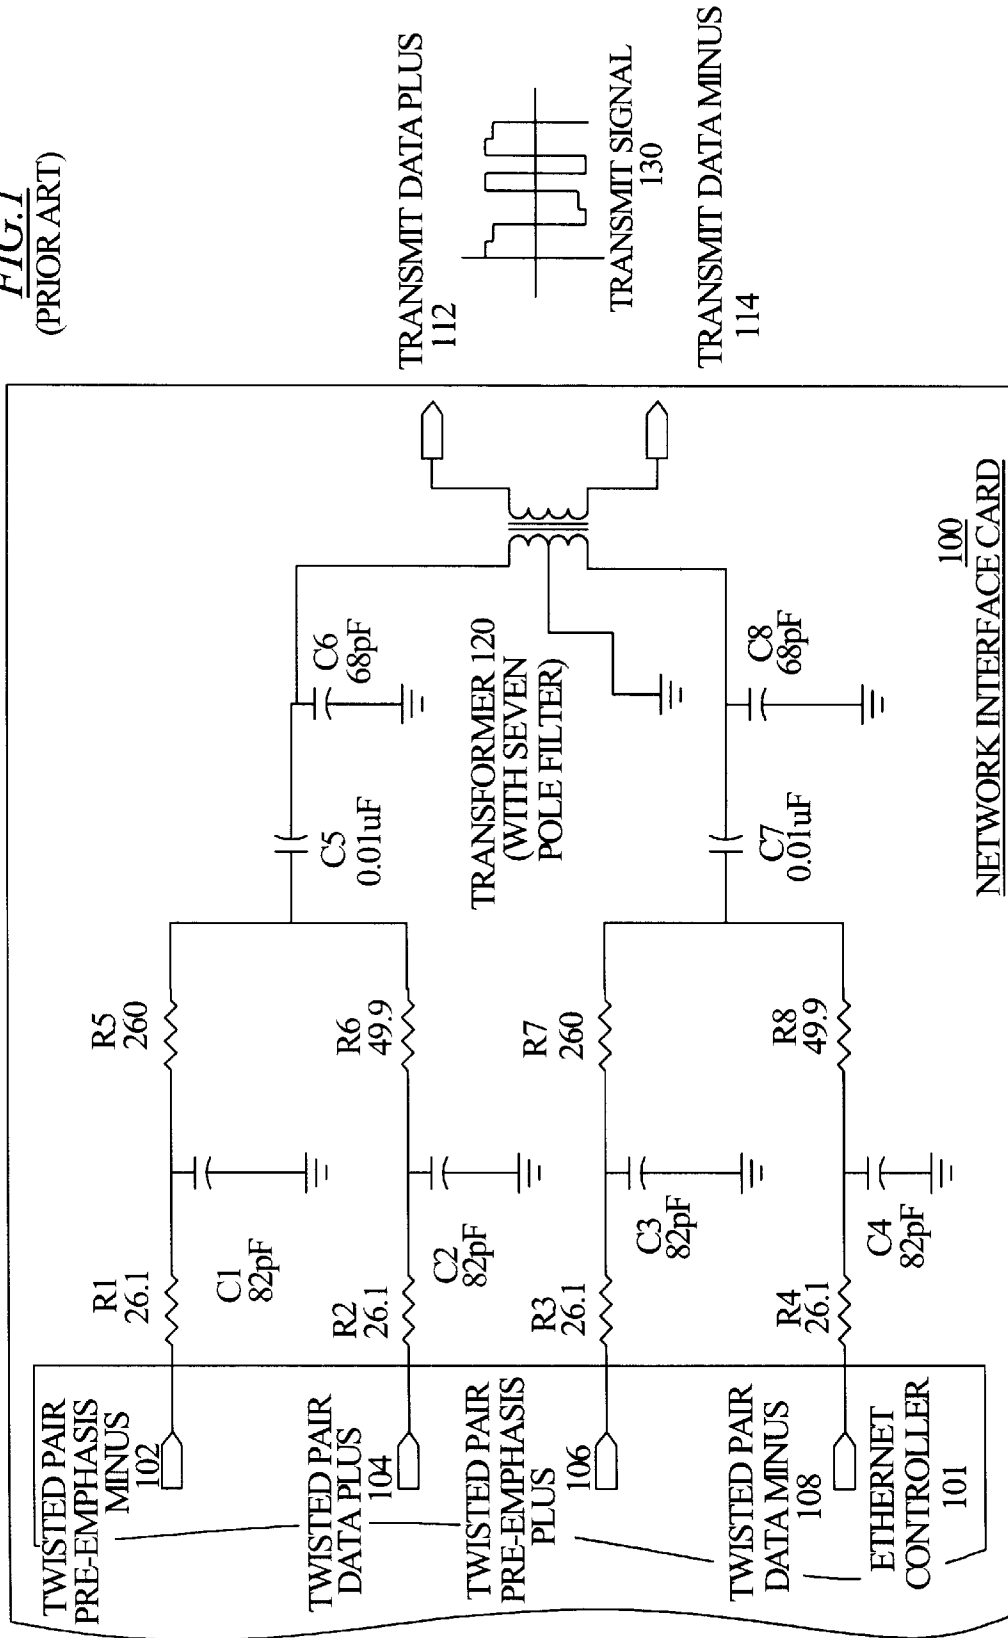 FIG.1
(PRIOR ART)
TWISTED PAIR
PRE-EMPHASIS
MINUS
102
R1
26.1
C1
82pF
R5
260
TWISTED PAIR
DATA PLUS
104
R2
26.1
C2
82pF
R6
49.9
C5
0.01uF
C6
68pF
TRANSFORMER 120
(WITH SEVEN
POLE FILTER)
TRANSMIT DATA PLUS
112
TRANSMIT SIGNAL
130
TRANSMIT DATA MINUS
114
TWISTED PAIR
PRE-EMPHASIS
PLUS
106
R3
26.1
C3
82pF
R7
260
TWISTED PAIR
DATA MINUS
108
R4
26.1
C4
82pF
R8
49.9
C7
0.01uF
C8
68pF
ETHERNET
CONTROLLER
101
100
NETWORK INTERFACE CARD